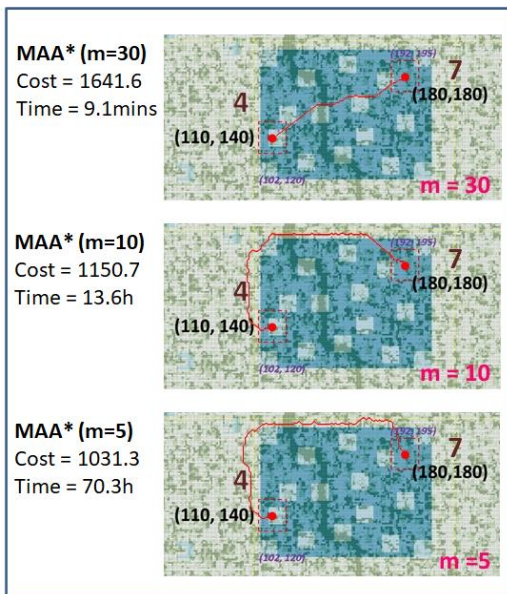 MAA* (m=30)
Cost = 1641.6
Time = 9.1mins
(192, 195)
7
(180,180)
4
(110, 140)
(102, 120)
m = 30
MAA* (m=10)
Cost = 1150.7
Time = 13.6h
(192, 195)
7
(180,180)
4
(110, 140)
(102, 120)
m = 10
MAA* (m=5)
Cost = 1031.3
Time = 70.3h
(192, 195)
7
(180,180)
4
(110, 140)
(102, 120)
m =5